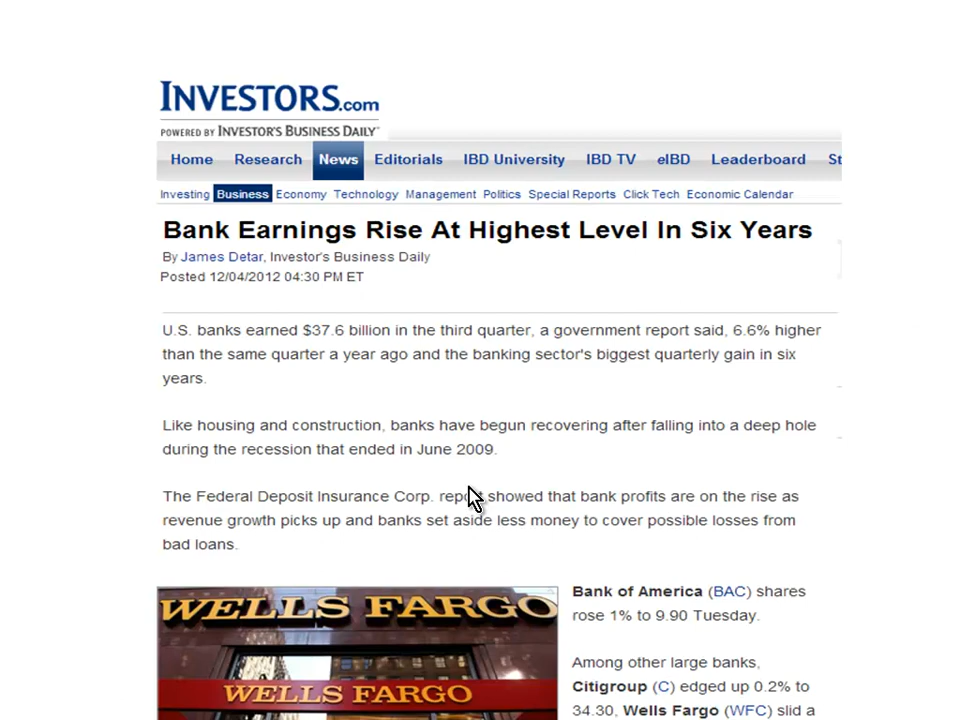 INVESTORS.com
POWERED BY INVESTOR'S BUSINESS DAILY
Home Research News Editorials IBD University IBD TV eIBD Leaderboard St
Investing Business Economy Technology Management Politics Special Reports Click Tech Economic Calendar
Bank Earnings Rise At Highest Level In Six Years
By James Detar, Investor's Business Daily
Posted 12/04/2012 04:30 PM ET
U.S. banks earned $37.6 billion in the third quarter, a government report said, 6.6% higher
than the same quarter a year ago and the banking sector's biggest quarterly gain in six
years.
Like housing and construction, banks have begun recovering after falling into a deep hole
during the recession that ended in June 2009.
The Federal Deposit Insurance Corp. report showed that bank profits are on the rise as
revenue growth picks up and banks set aside less money to cover possible losses from
bad loans.
WELLS FARGO
WELLS FARGO
Bank of America (BAC) shares
rose 1% to 9.90 Tuesday.
Among other large banks,
Citigroup (C) edged up 0.2% to
34.30, Wells Fargo (WFC) slid a